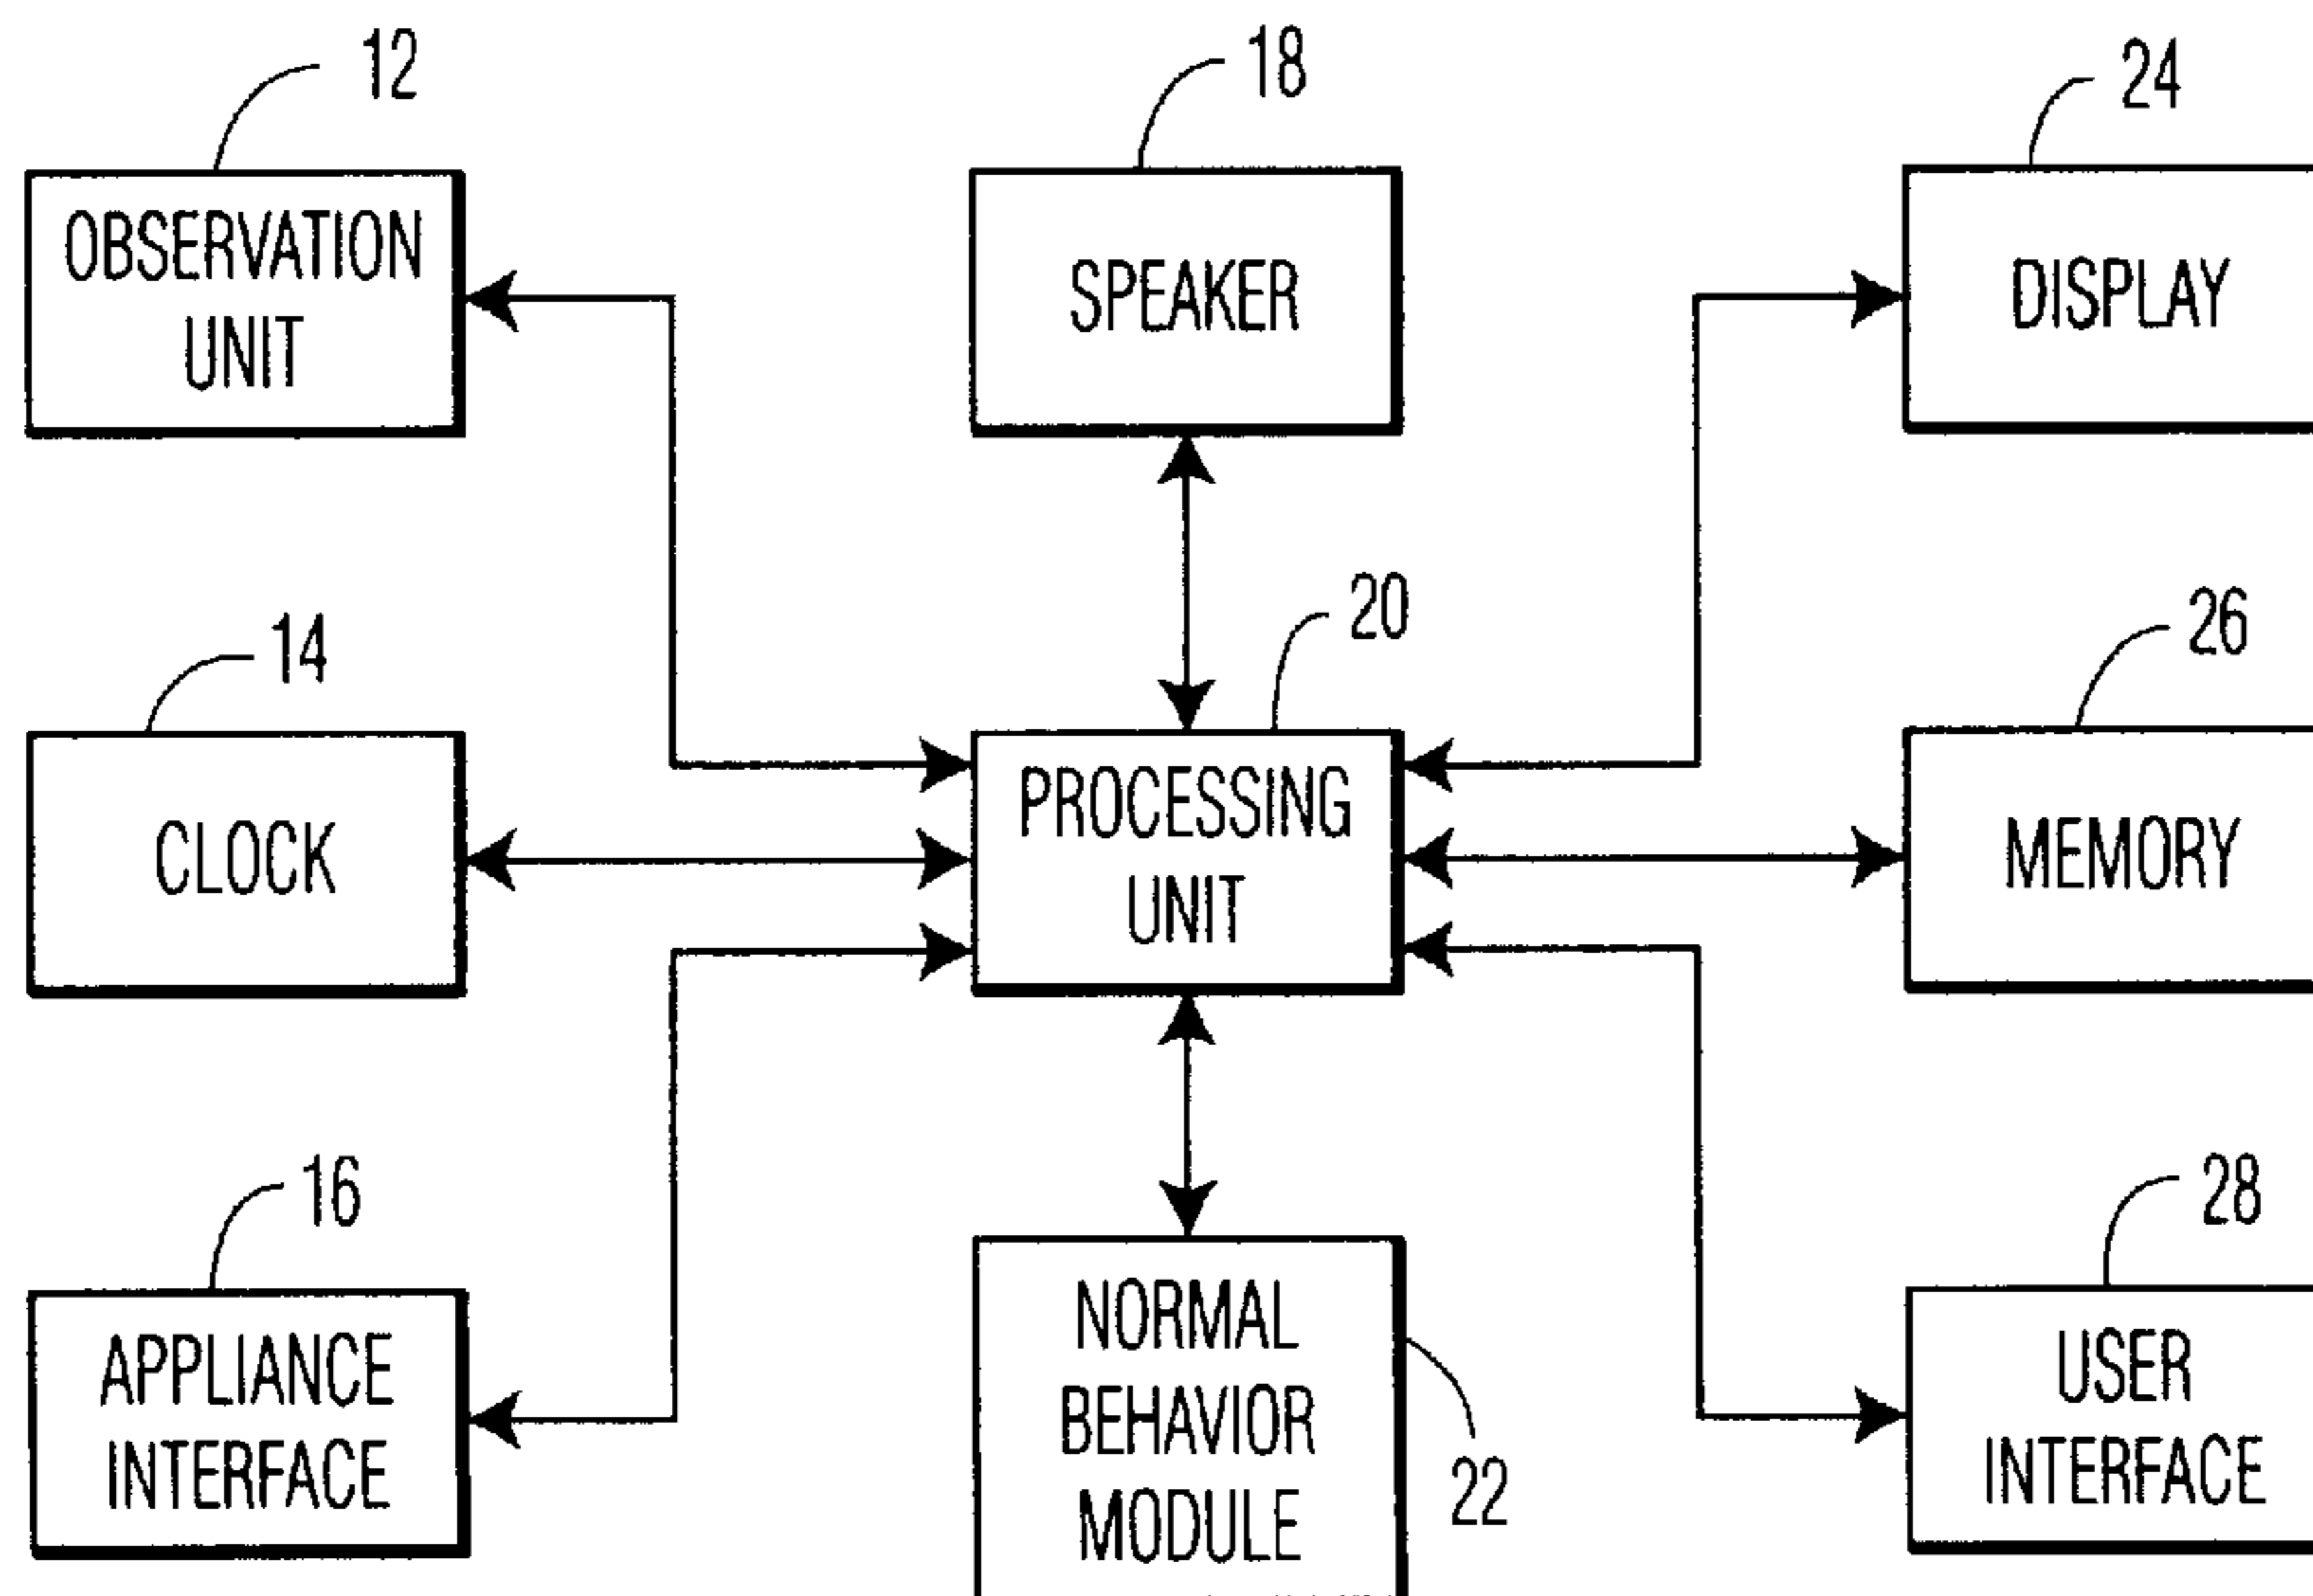 12
18
24
OBSERVATION
UNIT
SPEAKER
DISPLAY
14
20
26
CLOCK
PROCESSING
UNIT
MEMORY
16
28
APPLIANCE
INTERFACE
NORMAL
BEHAVIOR
MODULE
22
USER
INTERFACE